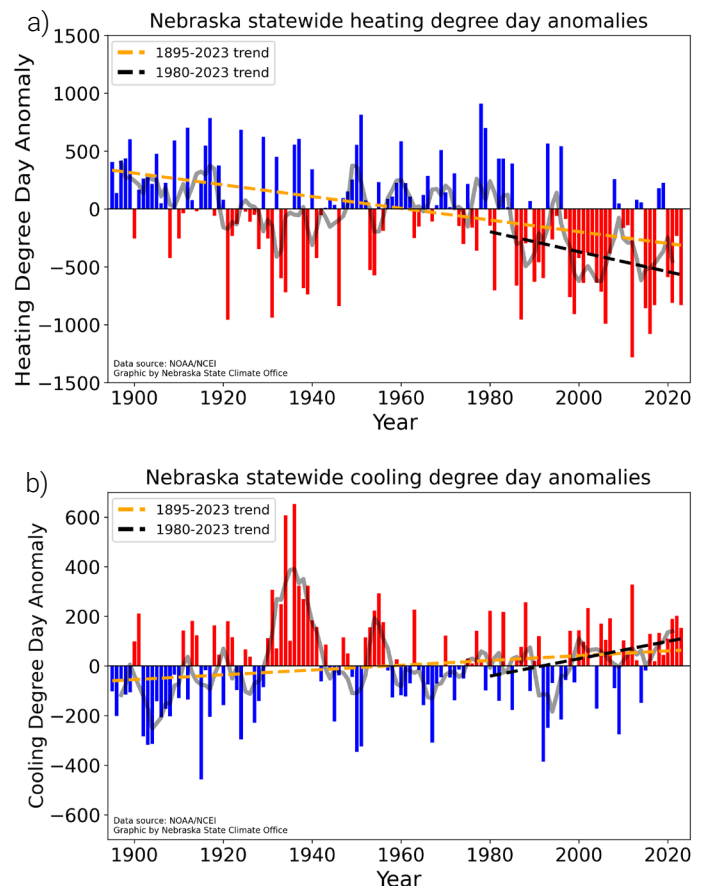 a)
Nebraska statewide heating degree day anomalies
1500
1000
500
0
−500
−1000
−1500
Heating Degree Day Anomaly
1895-2023 trend
1980-2023 trend
Data source: NOAA/NCEI
Graphic by Nebraska State Climate Office
1900 1920 1940 1960 1980 2000 2020
Year
b)
Nebraska statewide cooling degree day anomalies
600
400
200
0
−200
−400
−600
Cooling Degree Day Anomaly
1895-2023 trend
1980-2023 trend
Data source: NOAA/NCEI
Graphic by Nebraska State Climate Office
1900 1920 1940 1960 1980 2000 2020
Year